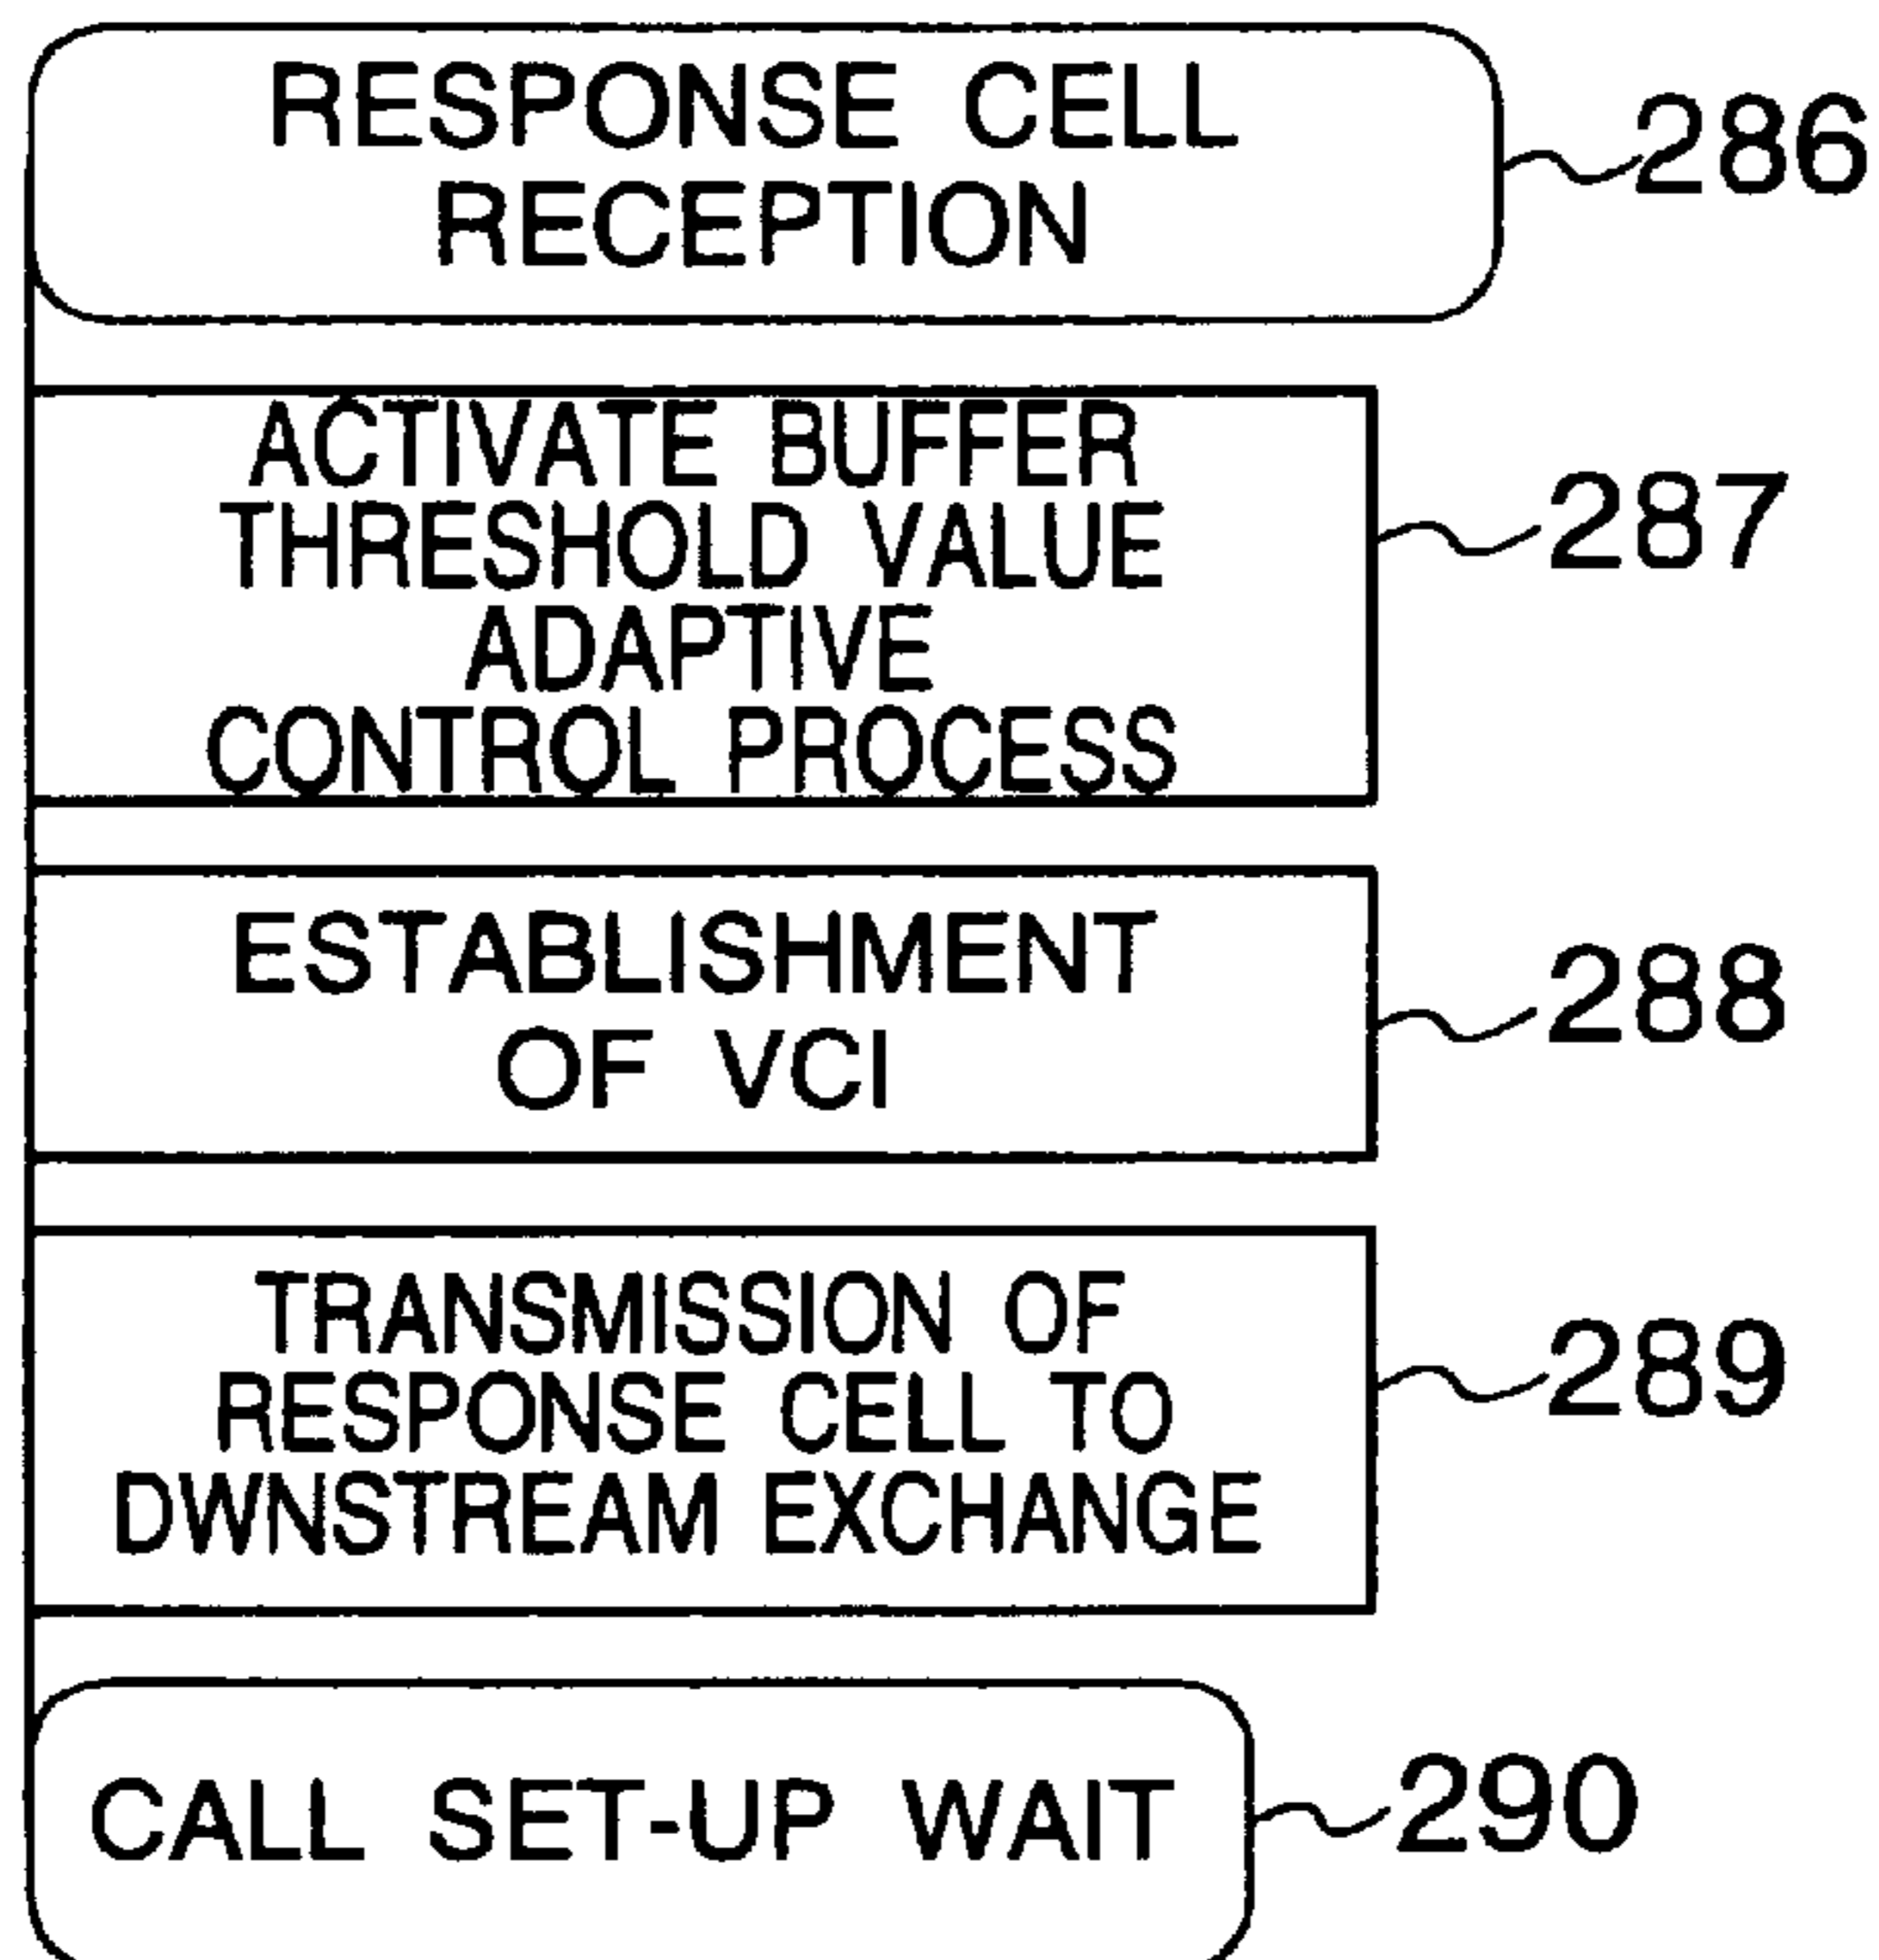 RESPONSE CELL
RECEPTION
286
ACTIVATE BUFFER
THRESHOLD VALUE
ADAPTIVE
CONTROL PROCESS
287
ESTABLISHMENT
OF VCI
288
TRANSMISSION OF
RESPONSE CELL TO
DWNSTREAM EXCHANGE
289
CALL SET-UP WAIT
290